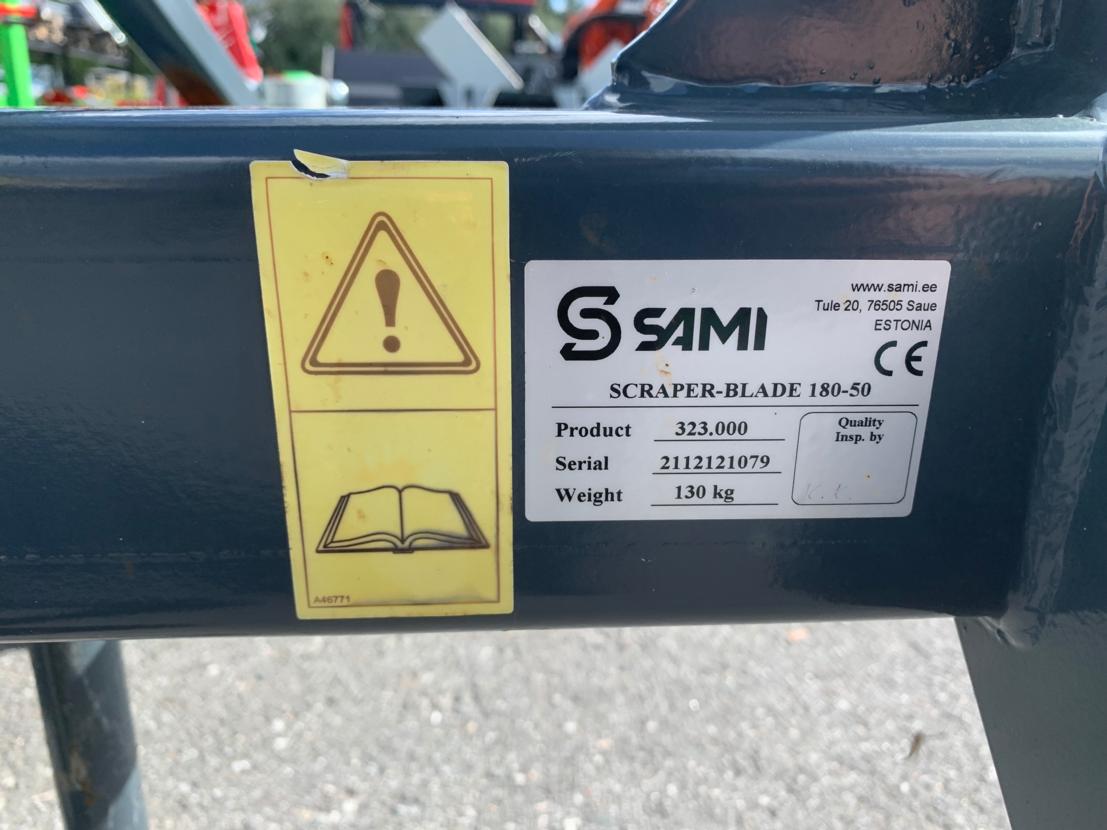 A46771
SAMI
www.sami.ee
Tule 20, 76505 Saue
ESTONIA
CE
SCRAPER-BLADE 180-50
Product 323.000
Serial 2112121079
Weight 130 kg
Quality
Insp. by